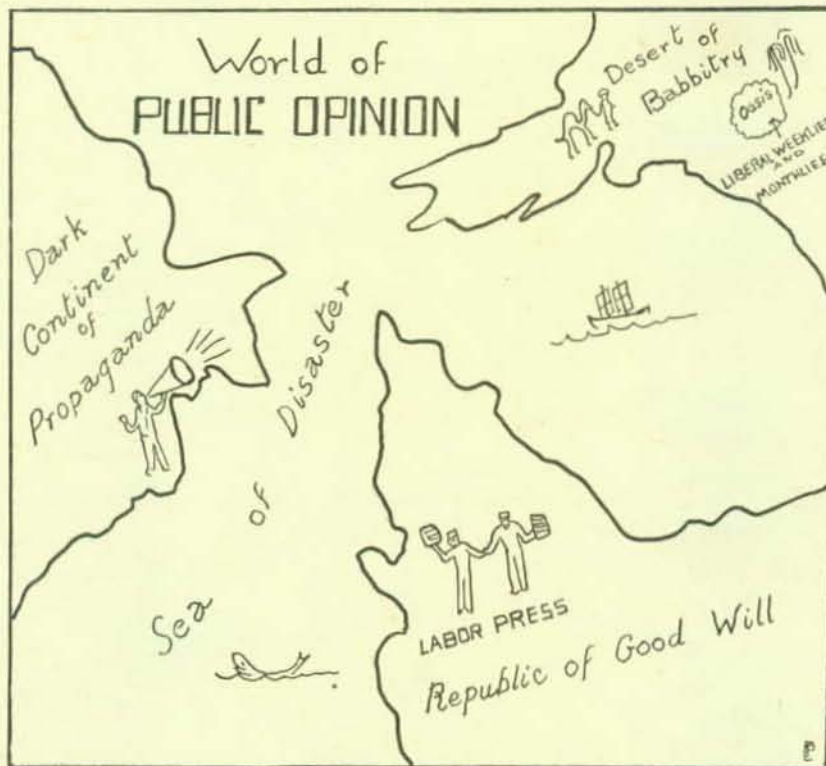 World of
PUBLIC OPINION
Desert of
Babbitry
Oasis
LIBERAL WEEKLIES
AND
MONTHLIES
Dark
Continent
of
Propaganda
Sea of Disaster
LABOR PRESS
Republic of Good Will